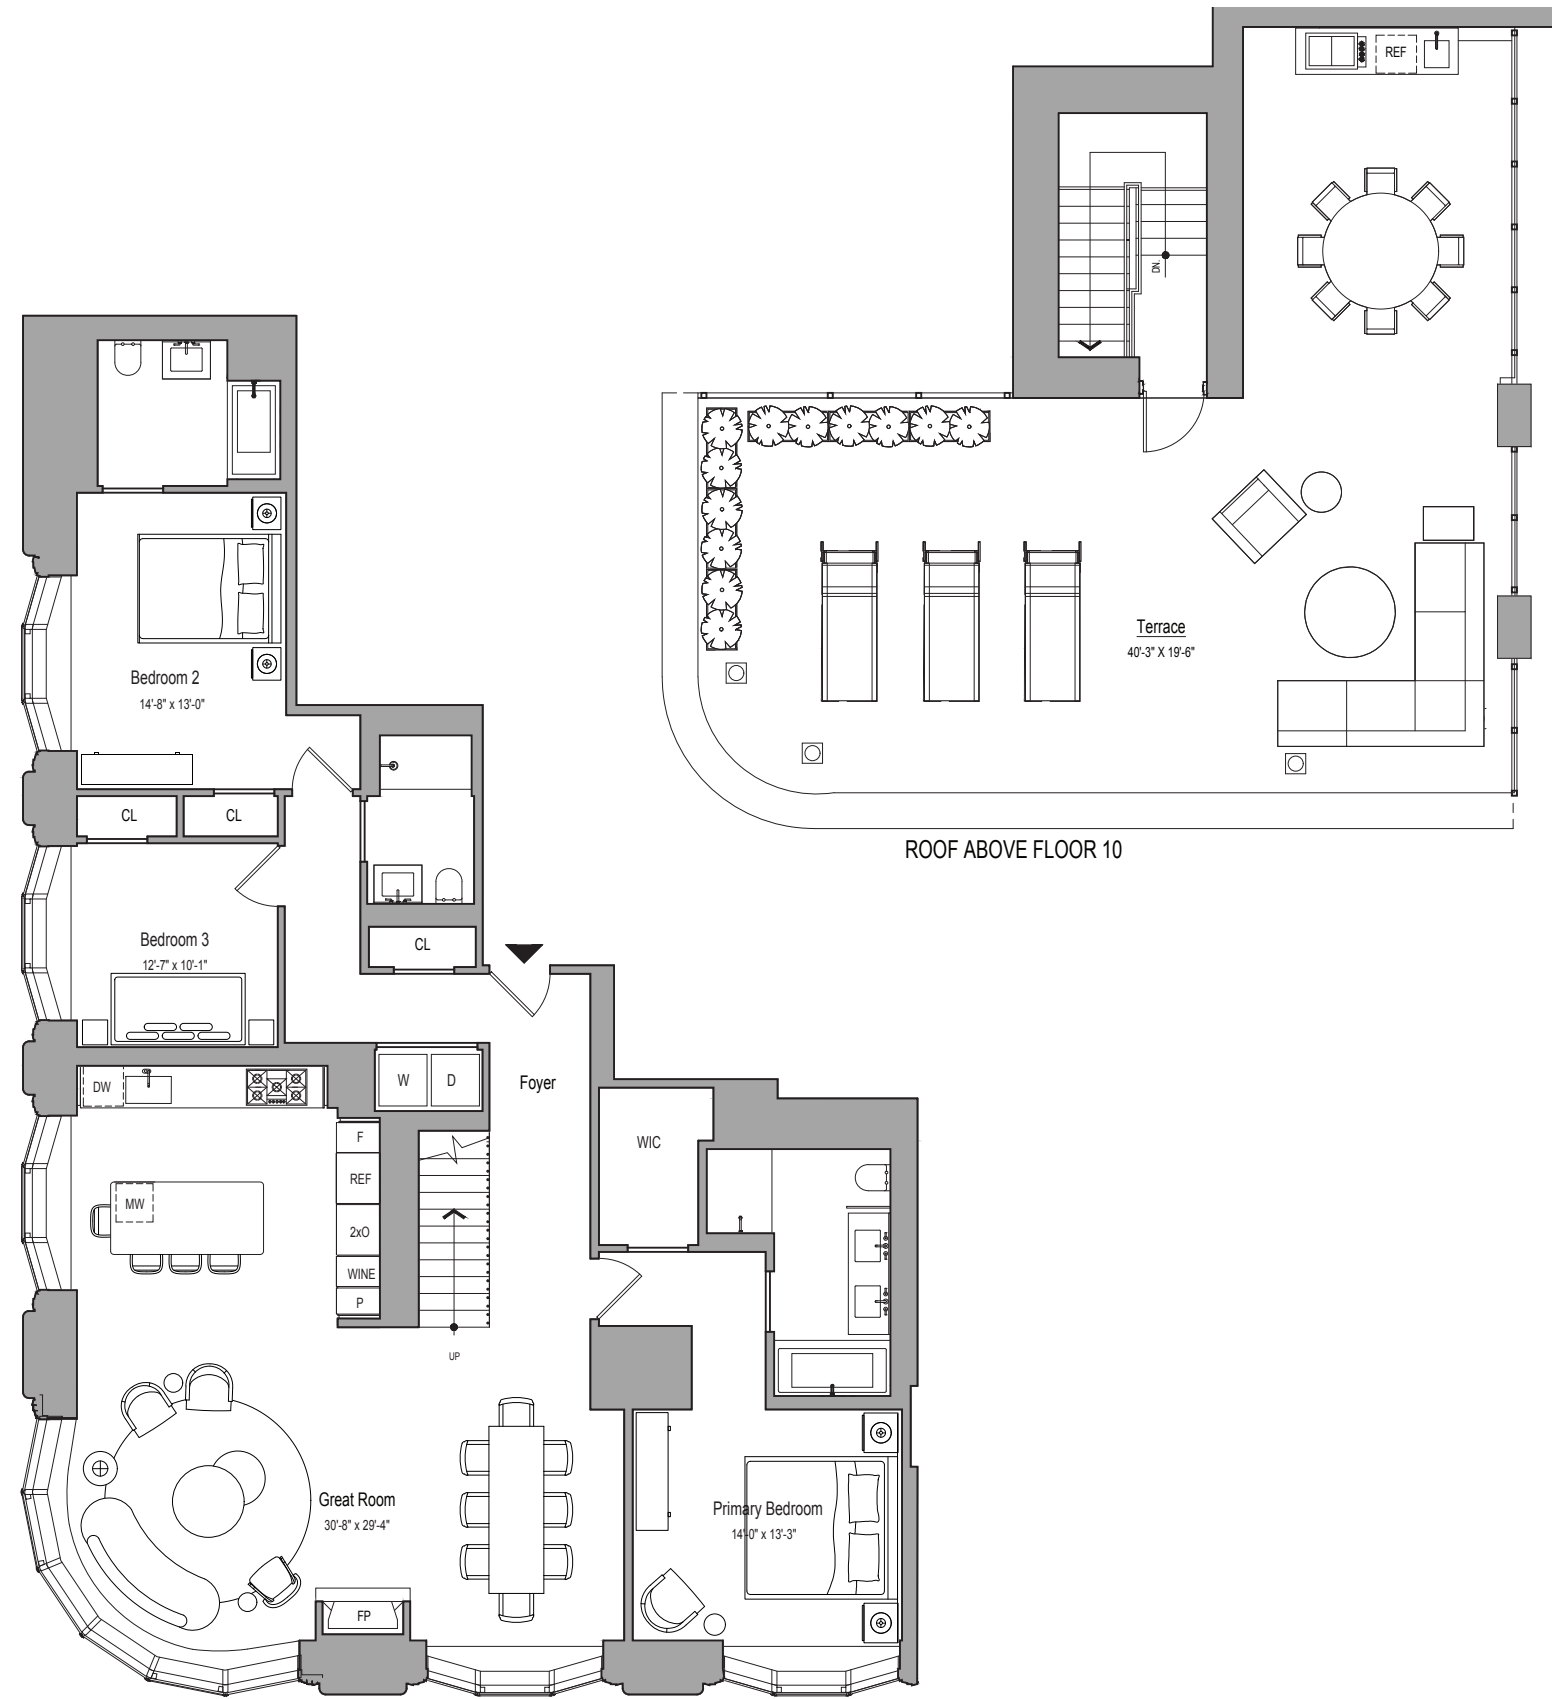 REF
DN.
Terrace
40'-3" X 19'-6"
ROOF ABOVE FLOOR 10
Bedroom 2
14'-8" x 13'-0"
CL
CL
Bedroom 3
12'-7" x 10'-1"
CL
W
D
Foyer
DW
F
REF
2xO
WINE
P
MW
WIC
UP
Great Room
30'-8" x 29'-4"
Primary Bedroom
14'-0" x 13'-3"
FP